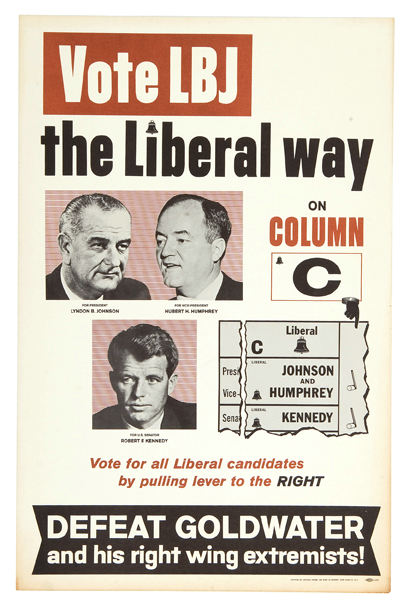 Vote LBJ
the Liberal way
ON
COLUMN
C
FOR PRESIDENT
LYNDON B. JOHNSON
FOR VICE-PRESIDENT
HUBERT H. HUMPHREY
FOR U.S. SENATOR
ROBERT F. KENNEDY
Liberal
C
Presi
Vice-
LIBERAL
JOHNSON
AND
HUMPHREY
Sena
LIBERAL
KENNEDY
Vote for all Liberal candidates
by pulling lever to the RIGHT
DEFEAT GOLDWATER
and his right wing extremists!